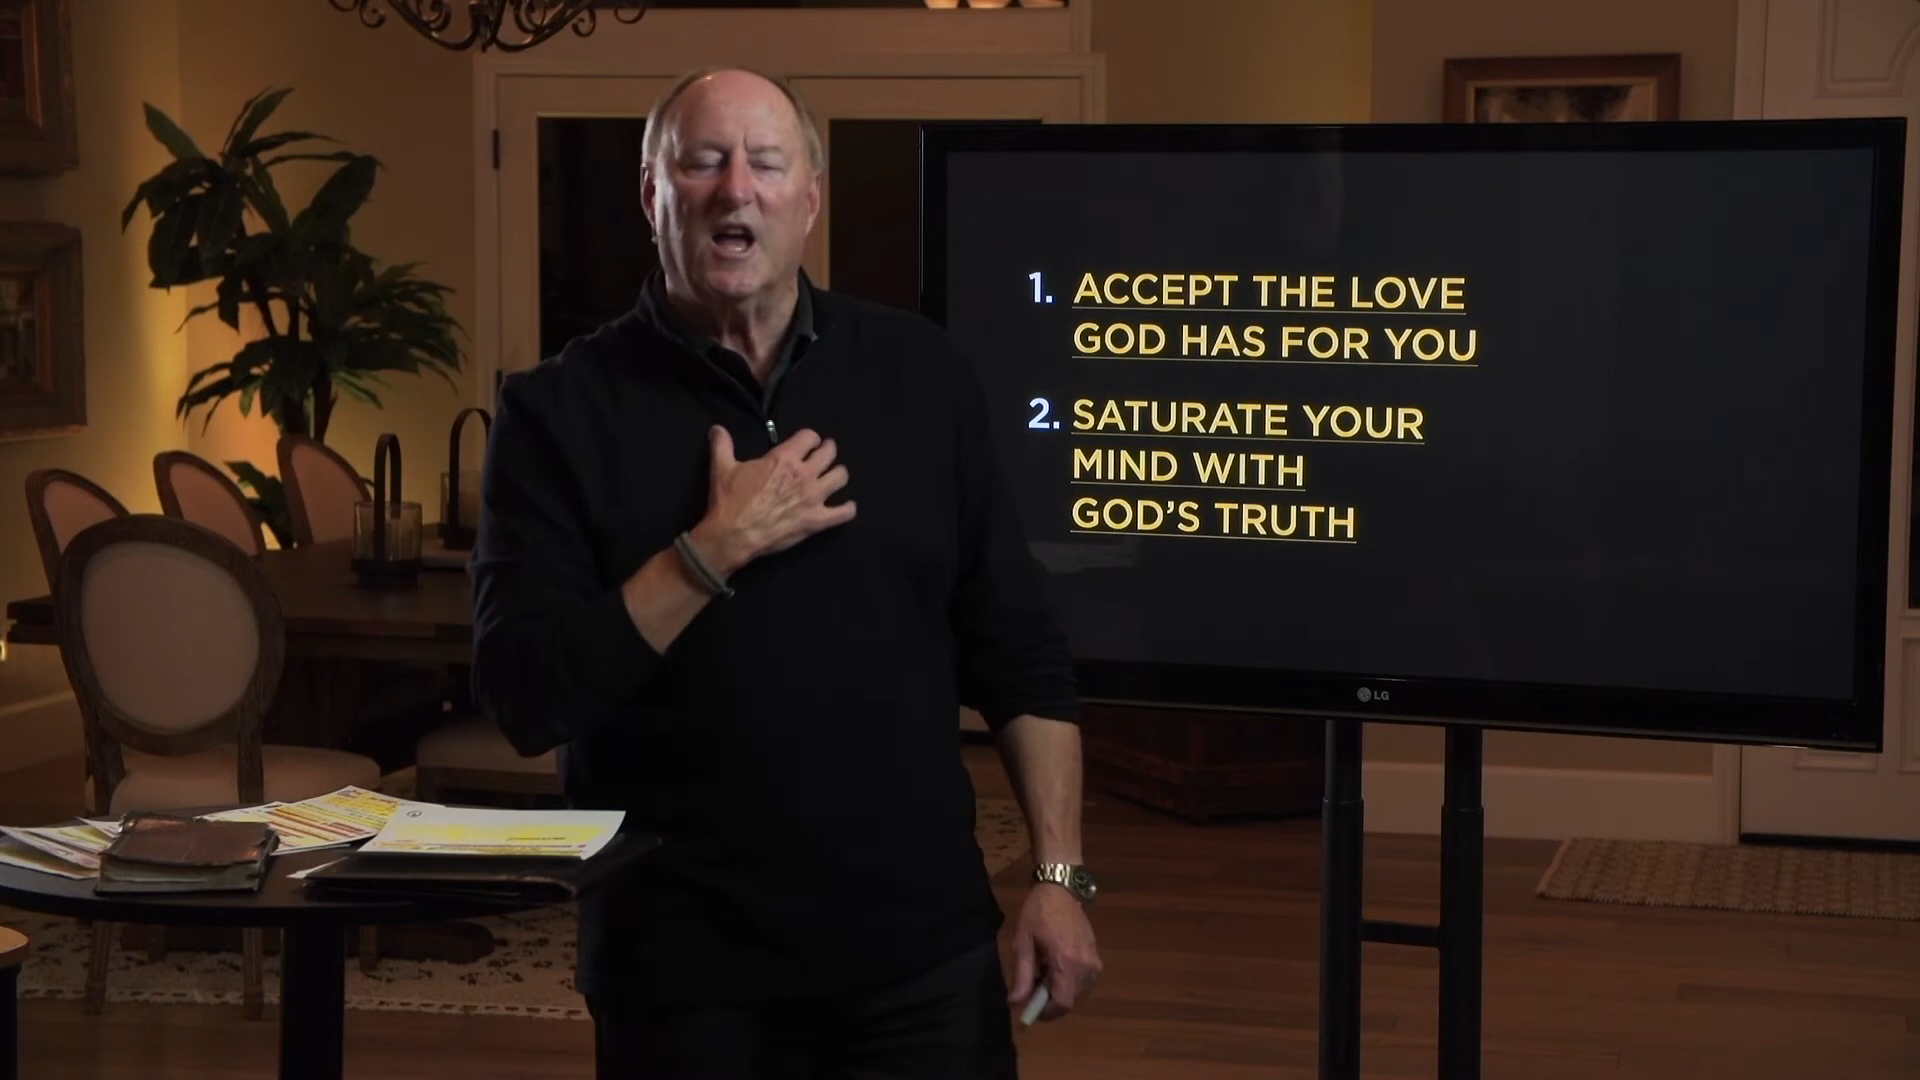 1. ACCEPT THE LOVE
GOD HAS FOR YOU
2. SATURATE YOUR
MIND WITH
GOD'S TRUTH
LG